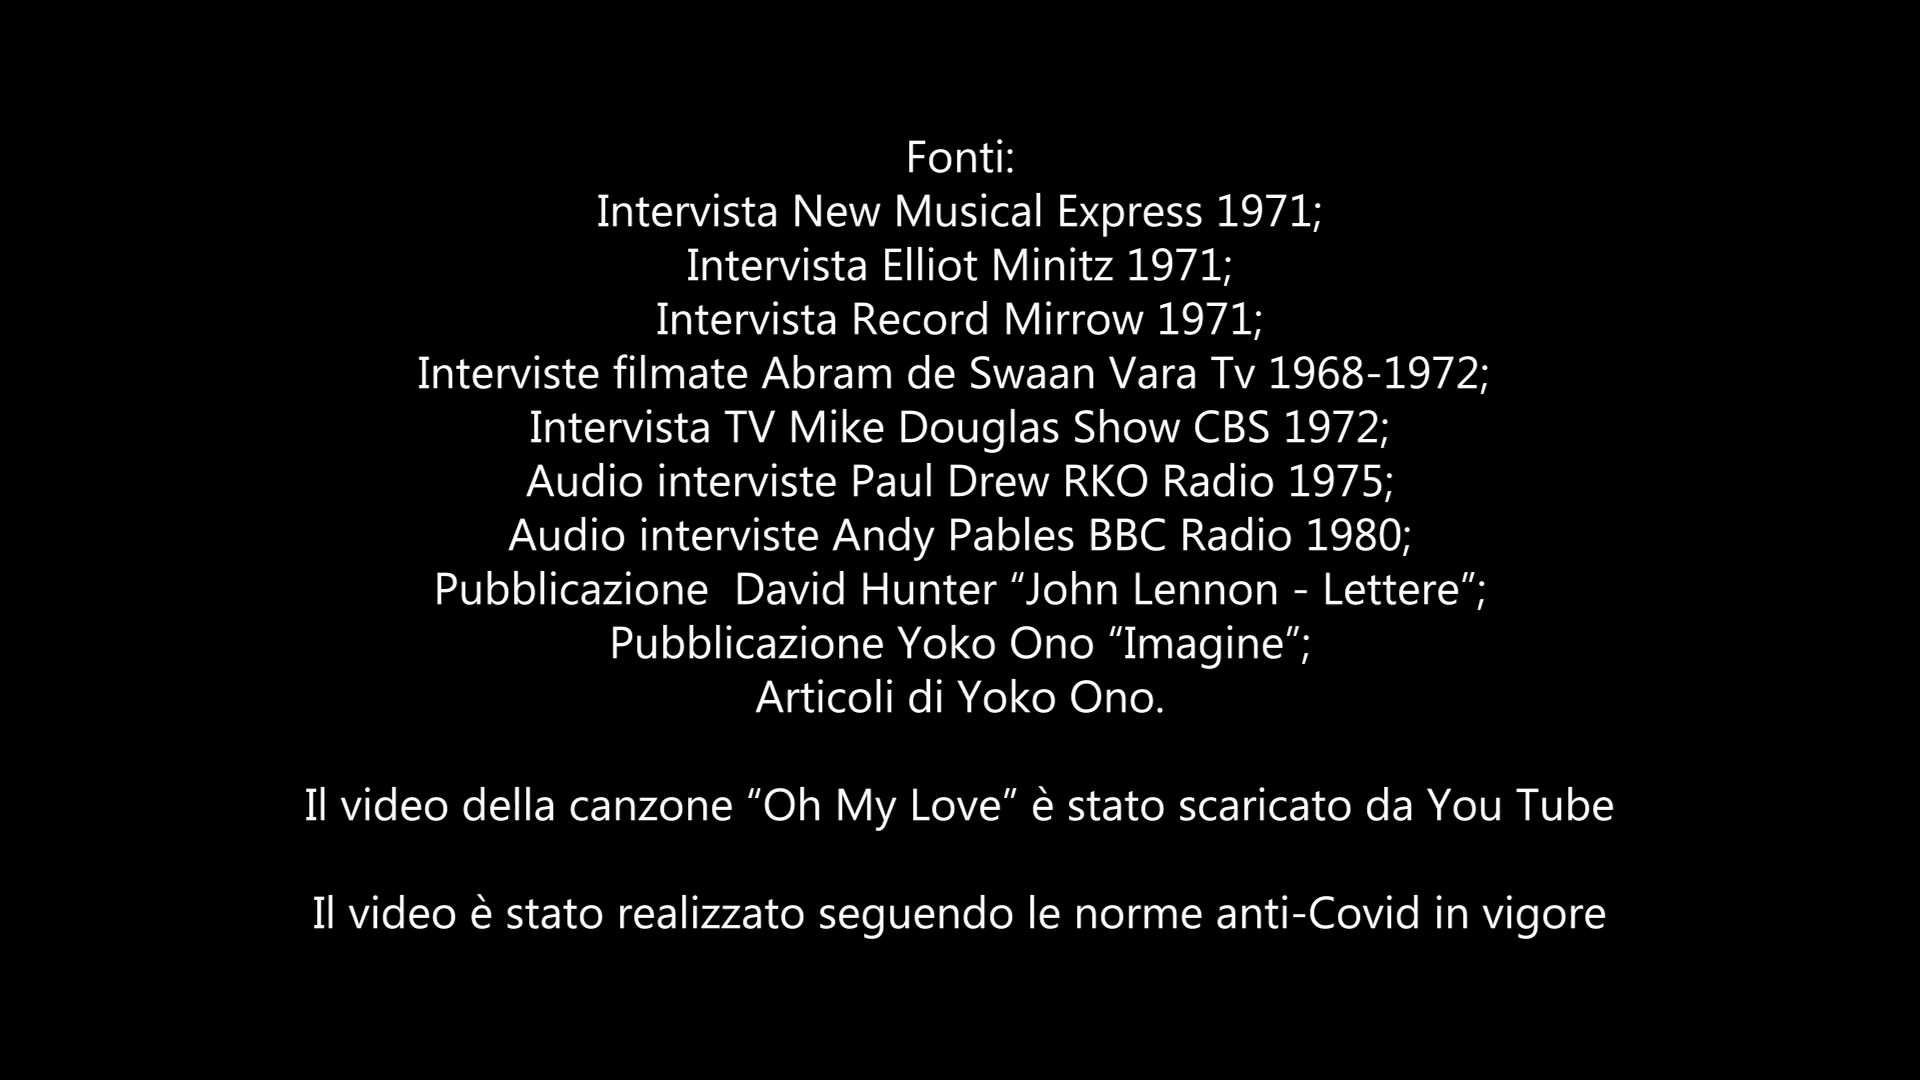 Fonti:
Intervista New Musical Express 1971;
Intervista Elliot Minitz 1971;
Intervista Record Mirrow 1971;
Interviste filmate Abram de Swaan Vara Tv 1968-1972;
Intervista TV Mike Douglas Show CBS 1972;
Audio interviste Paul Drew RKO Radio 1975;
Audio interviste Andy Pables BBC Radio 1980;
Pubblicazione  David Hunter “John Lennon - Lettere”;
Pubblicazione Yoko Ono “Imagine”;
Articoli di Yoko Ono.
Il video della canzone “Oh My Love” è stato scaricato da You Tube
Il video è stato realizzato seguendo le norme anti-Covid in vigore